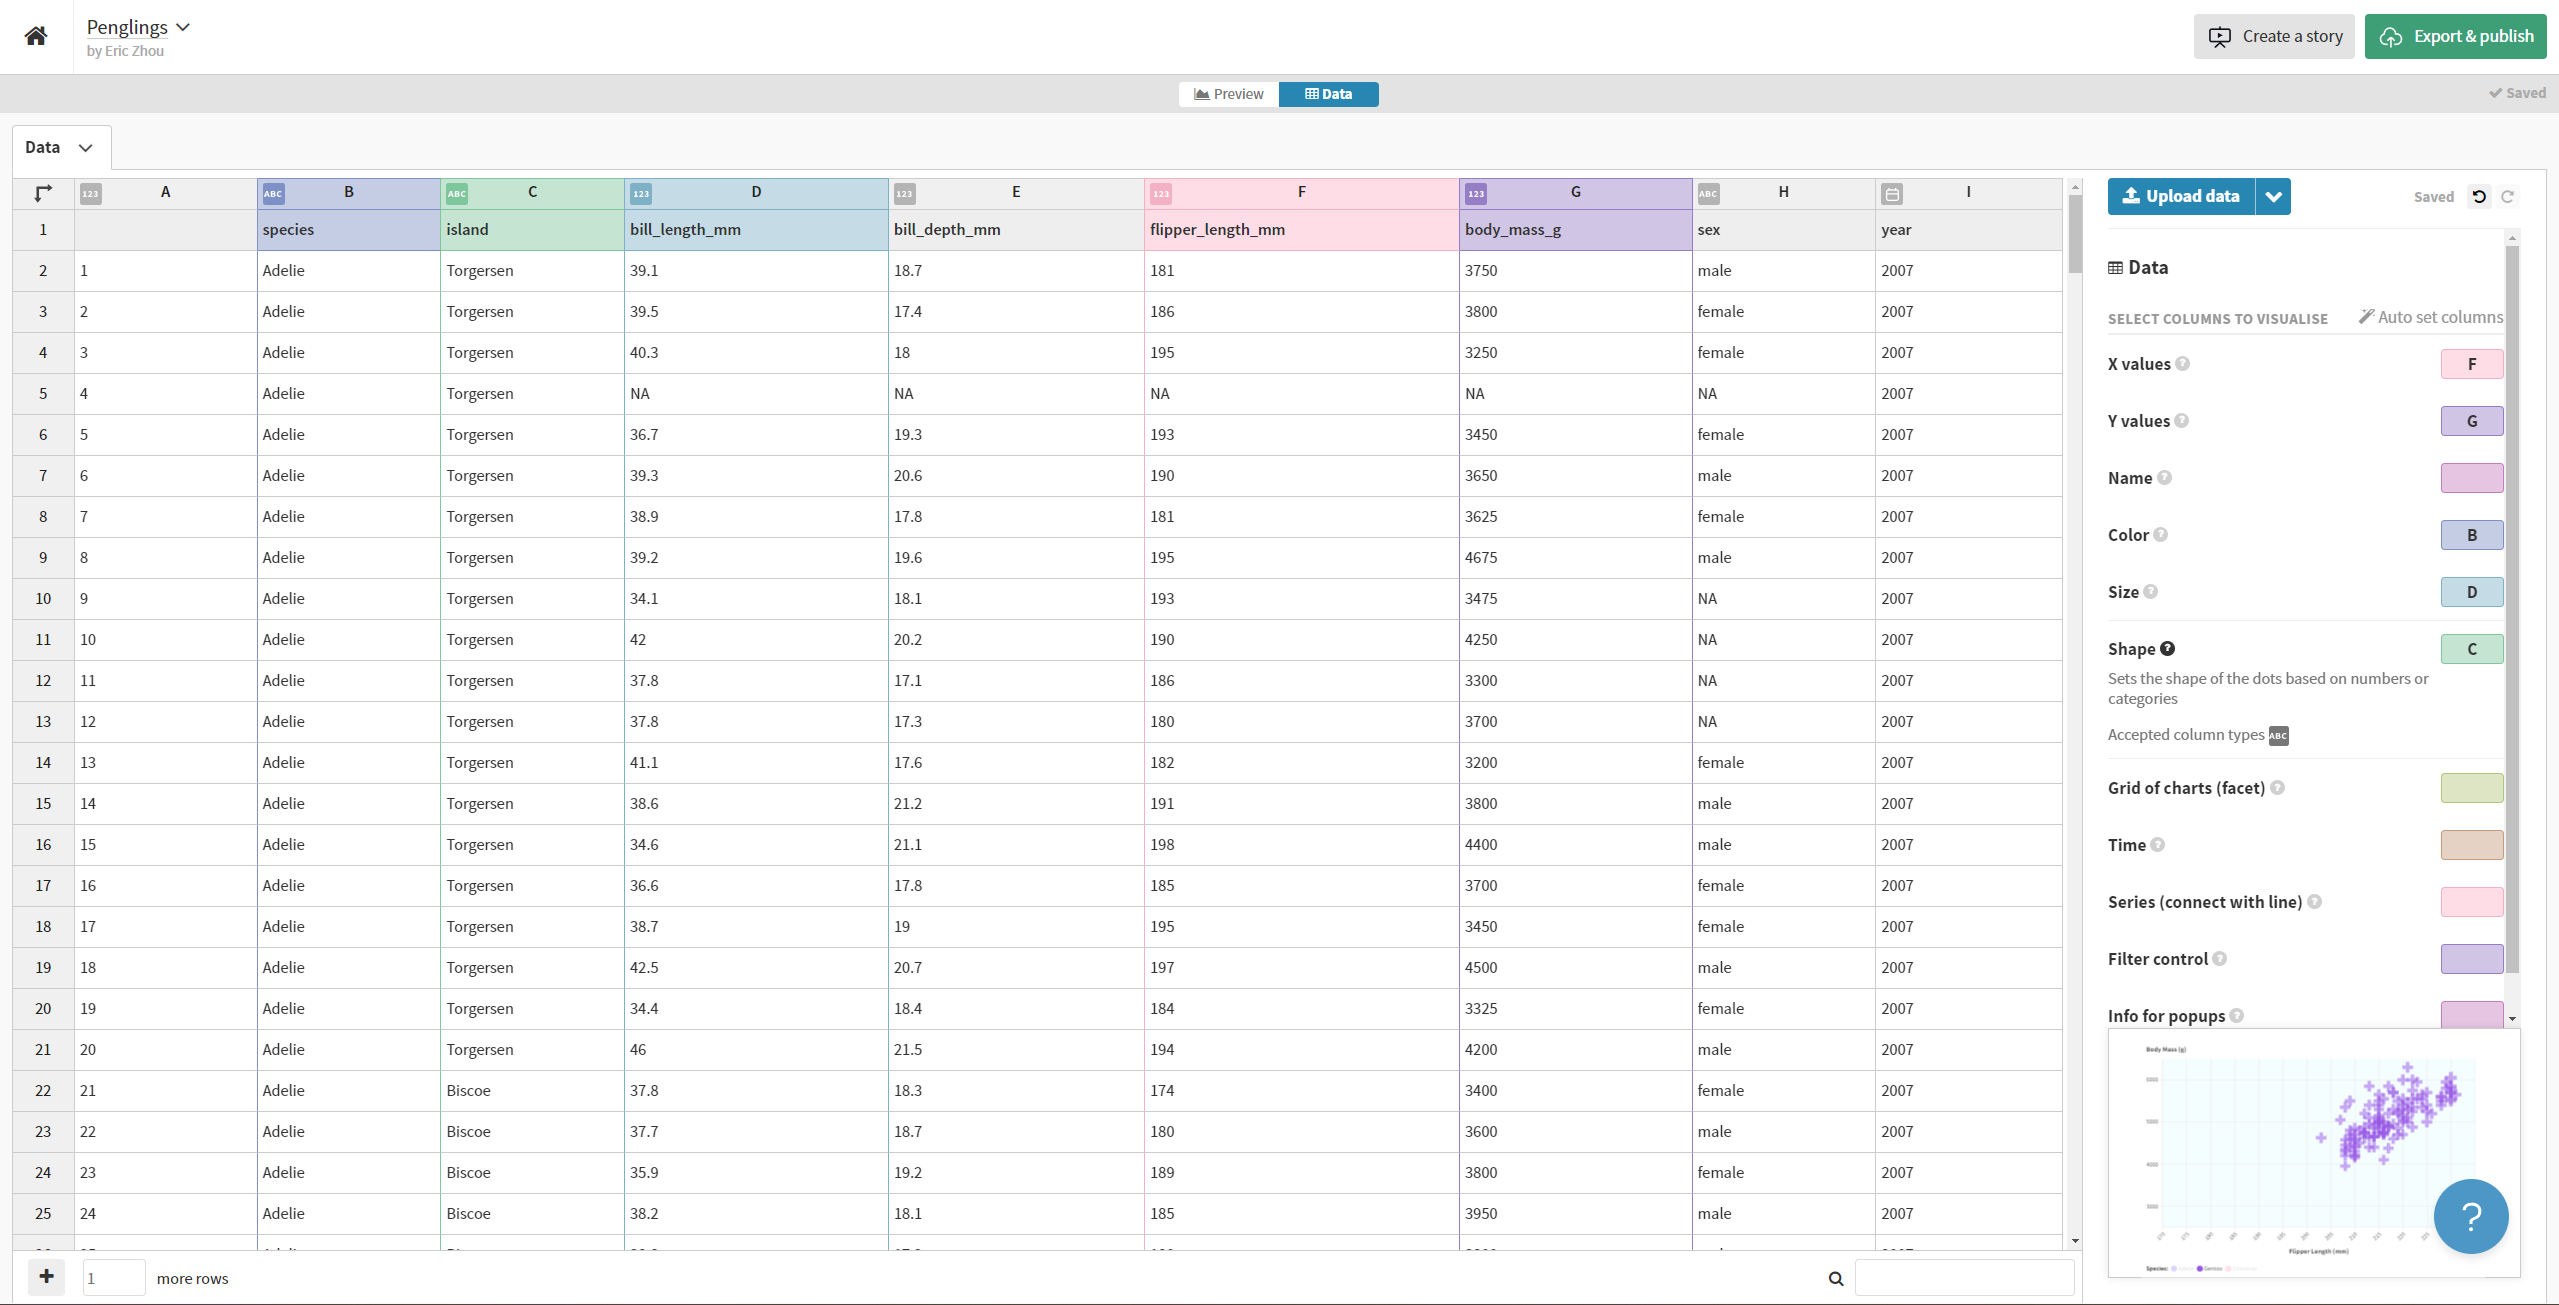 Penglings
by Eric Zhou
Create a story
Export & publish
Preview
Data
Saved
Data
123 A ABC B ABC C 123 D 123 E 123 F 123 G ABC H I
1 species island bill_length_mm bill_depth_mm flipper_length_mm body_mass_g sex year
2 1 Adelie Torgersen 39.1 18.7 181 3750 male 2007
3 2 Adelie Torgersen 39.5 17.4 186 3800 female 2007
4 3 Adelie Torgersen 40.3 18 195 3250 female 2007
5 4 Adelie Torgersen NA NA NA NA NA 2007
6 5 Adelie Torgersen 36.7 19.3 193 3450 female 2007
7 6 Adelie Torgersen 39.3 20.6 190 3650 male 2007
8 7 Adelie Torgersen 38.9 17.8 181 3625 female 2007
9 8 Adelie Torgersen 39.2 19.6 195 4675 male 2007
10 9 Adelie Torgersen 34.1 18.1 193 3475 NA 2007
11 10 Adelie Torgersen 42 20.2 190 4250 NA 2007
12 11 Adelie Torgersen 37.8 17.1 186 3300 NA 2007
13 12 Adelie Torgersen 37.8 17.3 180 3700 NA 2007
14 13 Adelie Torgersen 41.1 17.6 182 3200 female 2007
15 14 Adelie Torgersen 38.6 21.2 191 3800 male 2007
16 15 Adelie Torgersen 34.6 21.1 198 4400 male 2007
17 16 Adelie Torgersen 36.6 17.8 185 3700 female 2007
18 17 Adelie Torgersen 38.7 19 195 3450 female 2007
19 18 Adelie Torgersen 42.5 20.7 197 4500 male 2007
20 19 Adelie Torgersen 34.4 18.4 184 3325 female 2007
21 20 Adelie Torgersen 46 21.5 194 4200 male 2007
22 21 Adelie Biscoe 37.8 18.3 174 3400 female 2007
23 22 Adelie Biscoe 37.7 18.7 180 3600 male 2007
24 23 Adelie Biscoe 35.9 19.2 189 3800 female 2007
25 24 Adelie Biscoe 38.2 18.1 185 3950 male 2007
1 more rows
Upload data
Saved
Data
SELECT COLUMNS TO VISUALISE
Auto set columns
X values ? F
Y values ? G
Name ?
Color ? B
Size ? D
Shape ? C
Sets the shape of the dots based on numbers or
categories
Accepted column types ABC
Grid of charts (facet) ?
Time ?
Series (connect with line) ?
Filter control ?
Info for popups ?
Body Mass (g)
6000
5000
4000
3000
Flipper Length (mm)
Species: Gentoo
?